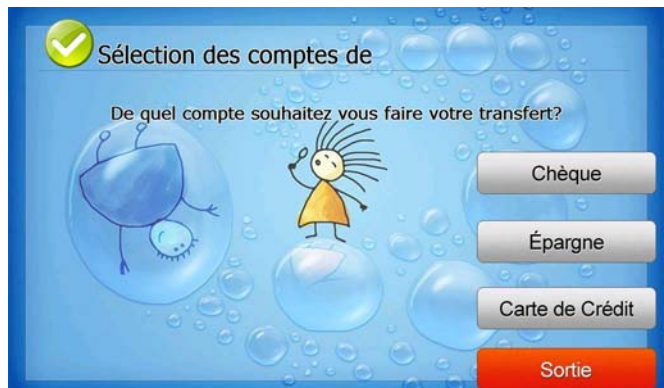 Sélection des comptes de
De quel compte souhaitez vous faire votre transfert?
Chèque
Épargne
Carte de Crédit
Sortie